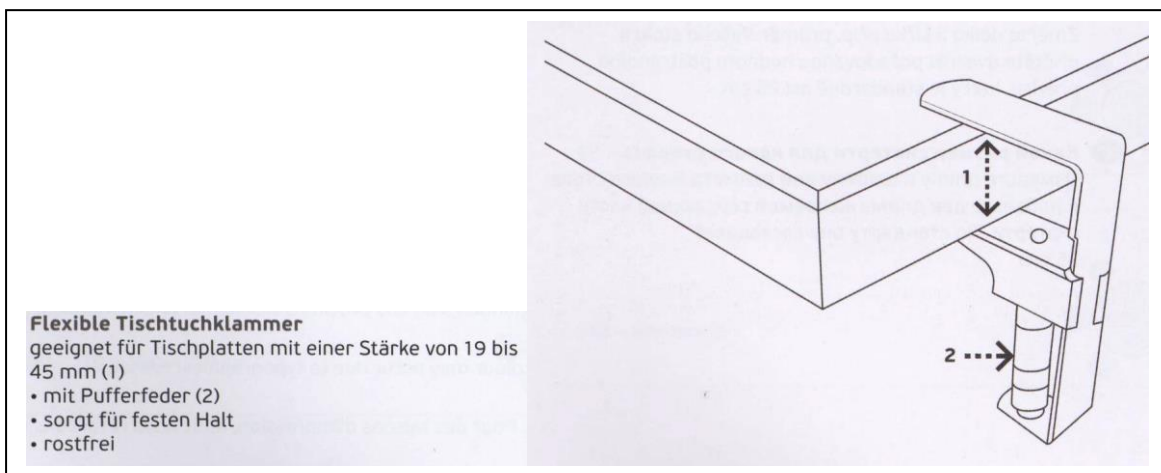 Flexible Tischtuchklammer
geeignet für Tischplatten mit einer Stärke von 19 bis
45 mm (1)
• mit Pufferfeder (2)
• sorgt für festen Halt
• rostfrei
1
2